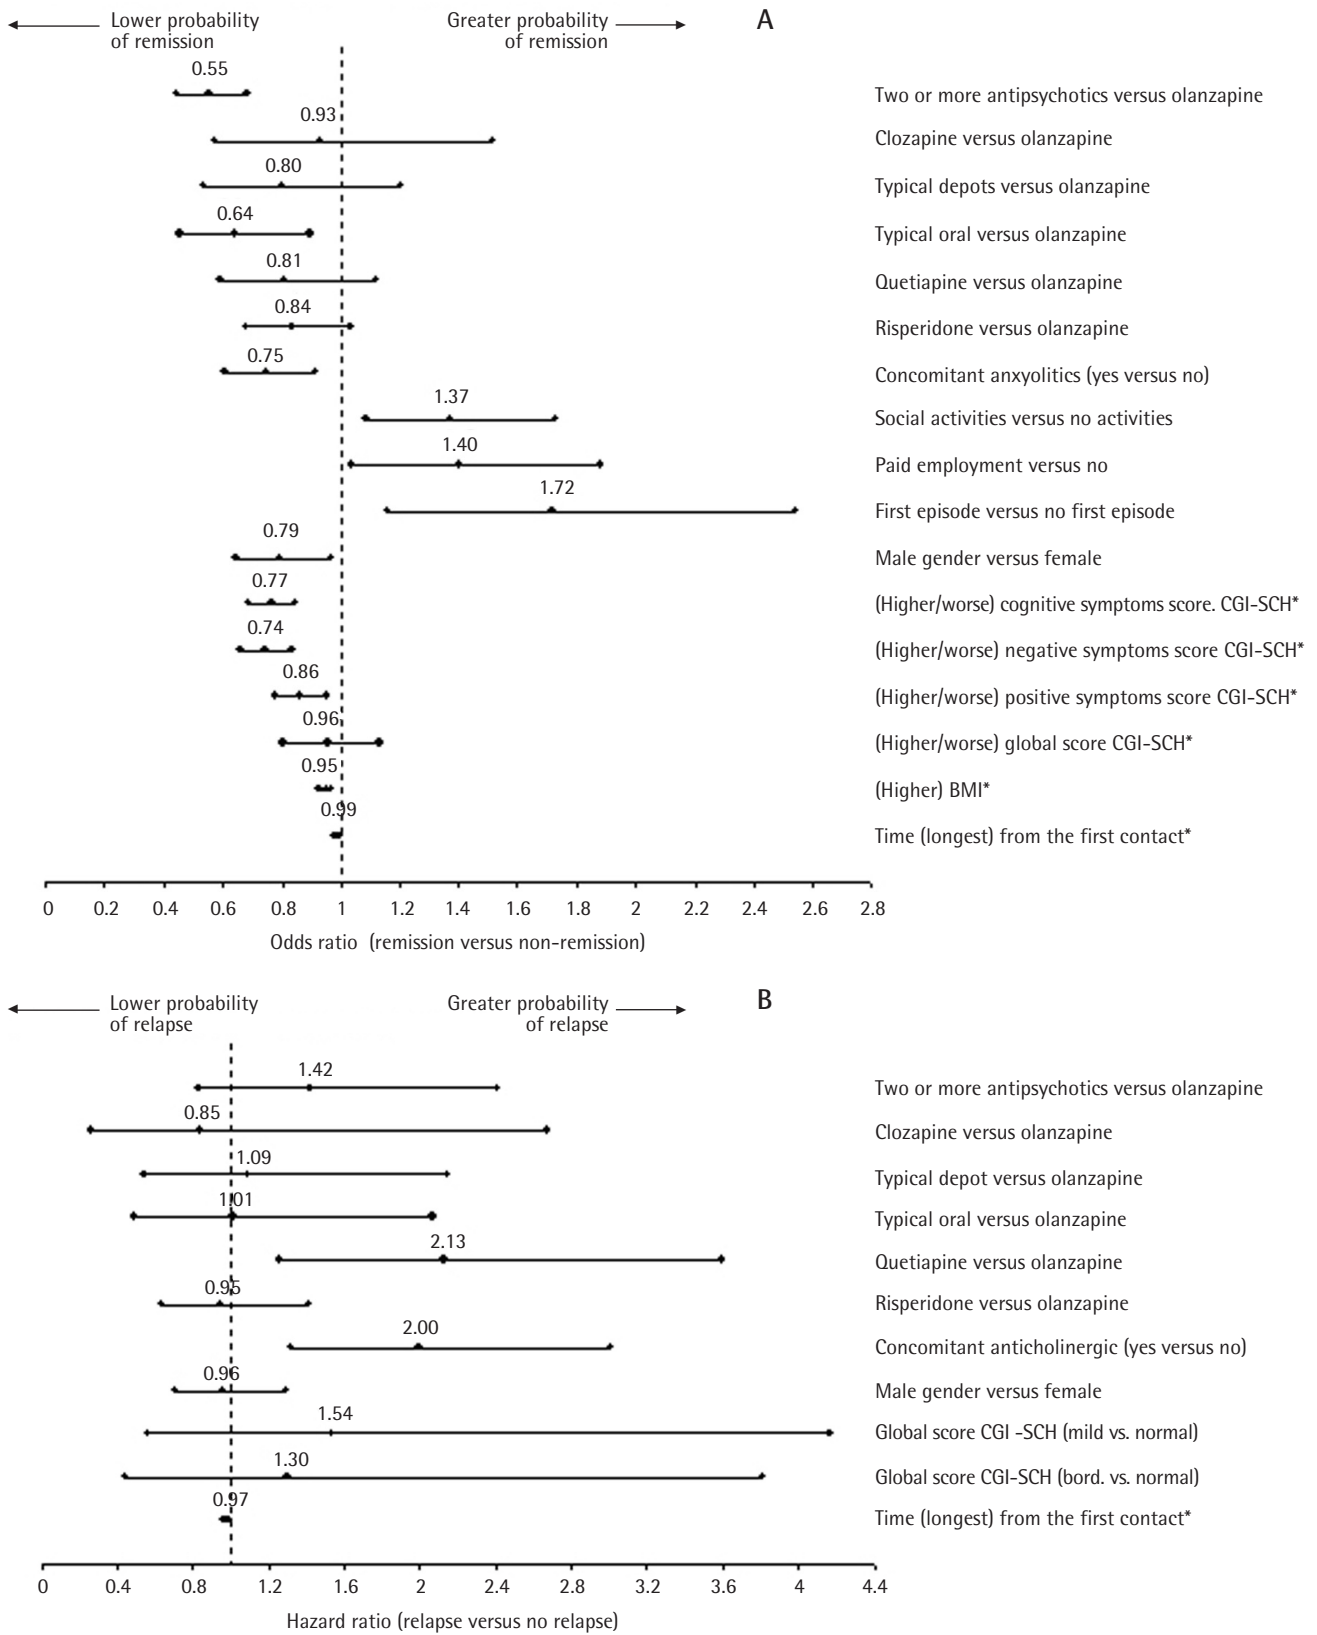 Lower probability
of remission
Greater probability
of remission
A
0.55
Two or more antipsychotics versus olanzapine
0.93
Clozapine versus olanzapine
0.80
Typical depots versus olanzapine
0.64
Typical oral versus olanzapine
0.81
Quetiapine versus olanzapine
0.84
Risperidone versus olanzapine
0.75
Concomitant anxyolitics (yes versus no)
1.37
Social activities versus no activities
1.40
Paid employment versus no
1.72
First episode versus no first episode
0.79
Male gender versus female
0.77
(Higher/worse) cognitive symptoms score. CGI-SCH*
0.74
(Higher/worse) negative symptoms score CGI-SCH*
0.86
(Higher/worse) positive symptoms score CGI-SCH*
0.96
(Higher/worse) global score CGI-SCH*
0.95
(Higher) BMI*
0.99
Time (longest) from the first contact*
0 0.2 0.4 0.6 0.8 1 1.2 1.4 1.6 1.8 2 2.2 2.4 2.6 2.8
Odds ratio (remission versus non-remission)
Lower probability
of relapse
Greater probability
of relapse
B
1.42
Two or more antipsychotics versus olanzapine
0.85
Clozapine versus olanzapine
1.09
Typical depot versus olanzapine
1.01
Typical oral versus olanzapine
2.13
Quetiapine versus olanzapine
0.95
Risperidone versus olanzapine
2.00
Concomitant anticholinergic (yes versus no)
0.96
Male gender versus female
1.54
Global score CGI -SCH (mild vs. normal)
1.30
Global score CGI-SCH (bord. vs. normal)
0.97
Time (longest) from the first contact*
0 0.4 0.8 1.2 1.6 2 2.4 2.8 3.2 3.6 4 4.4
Hazard ratio (relapse versus no relapse)